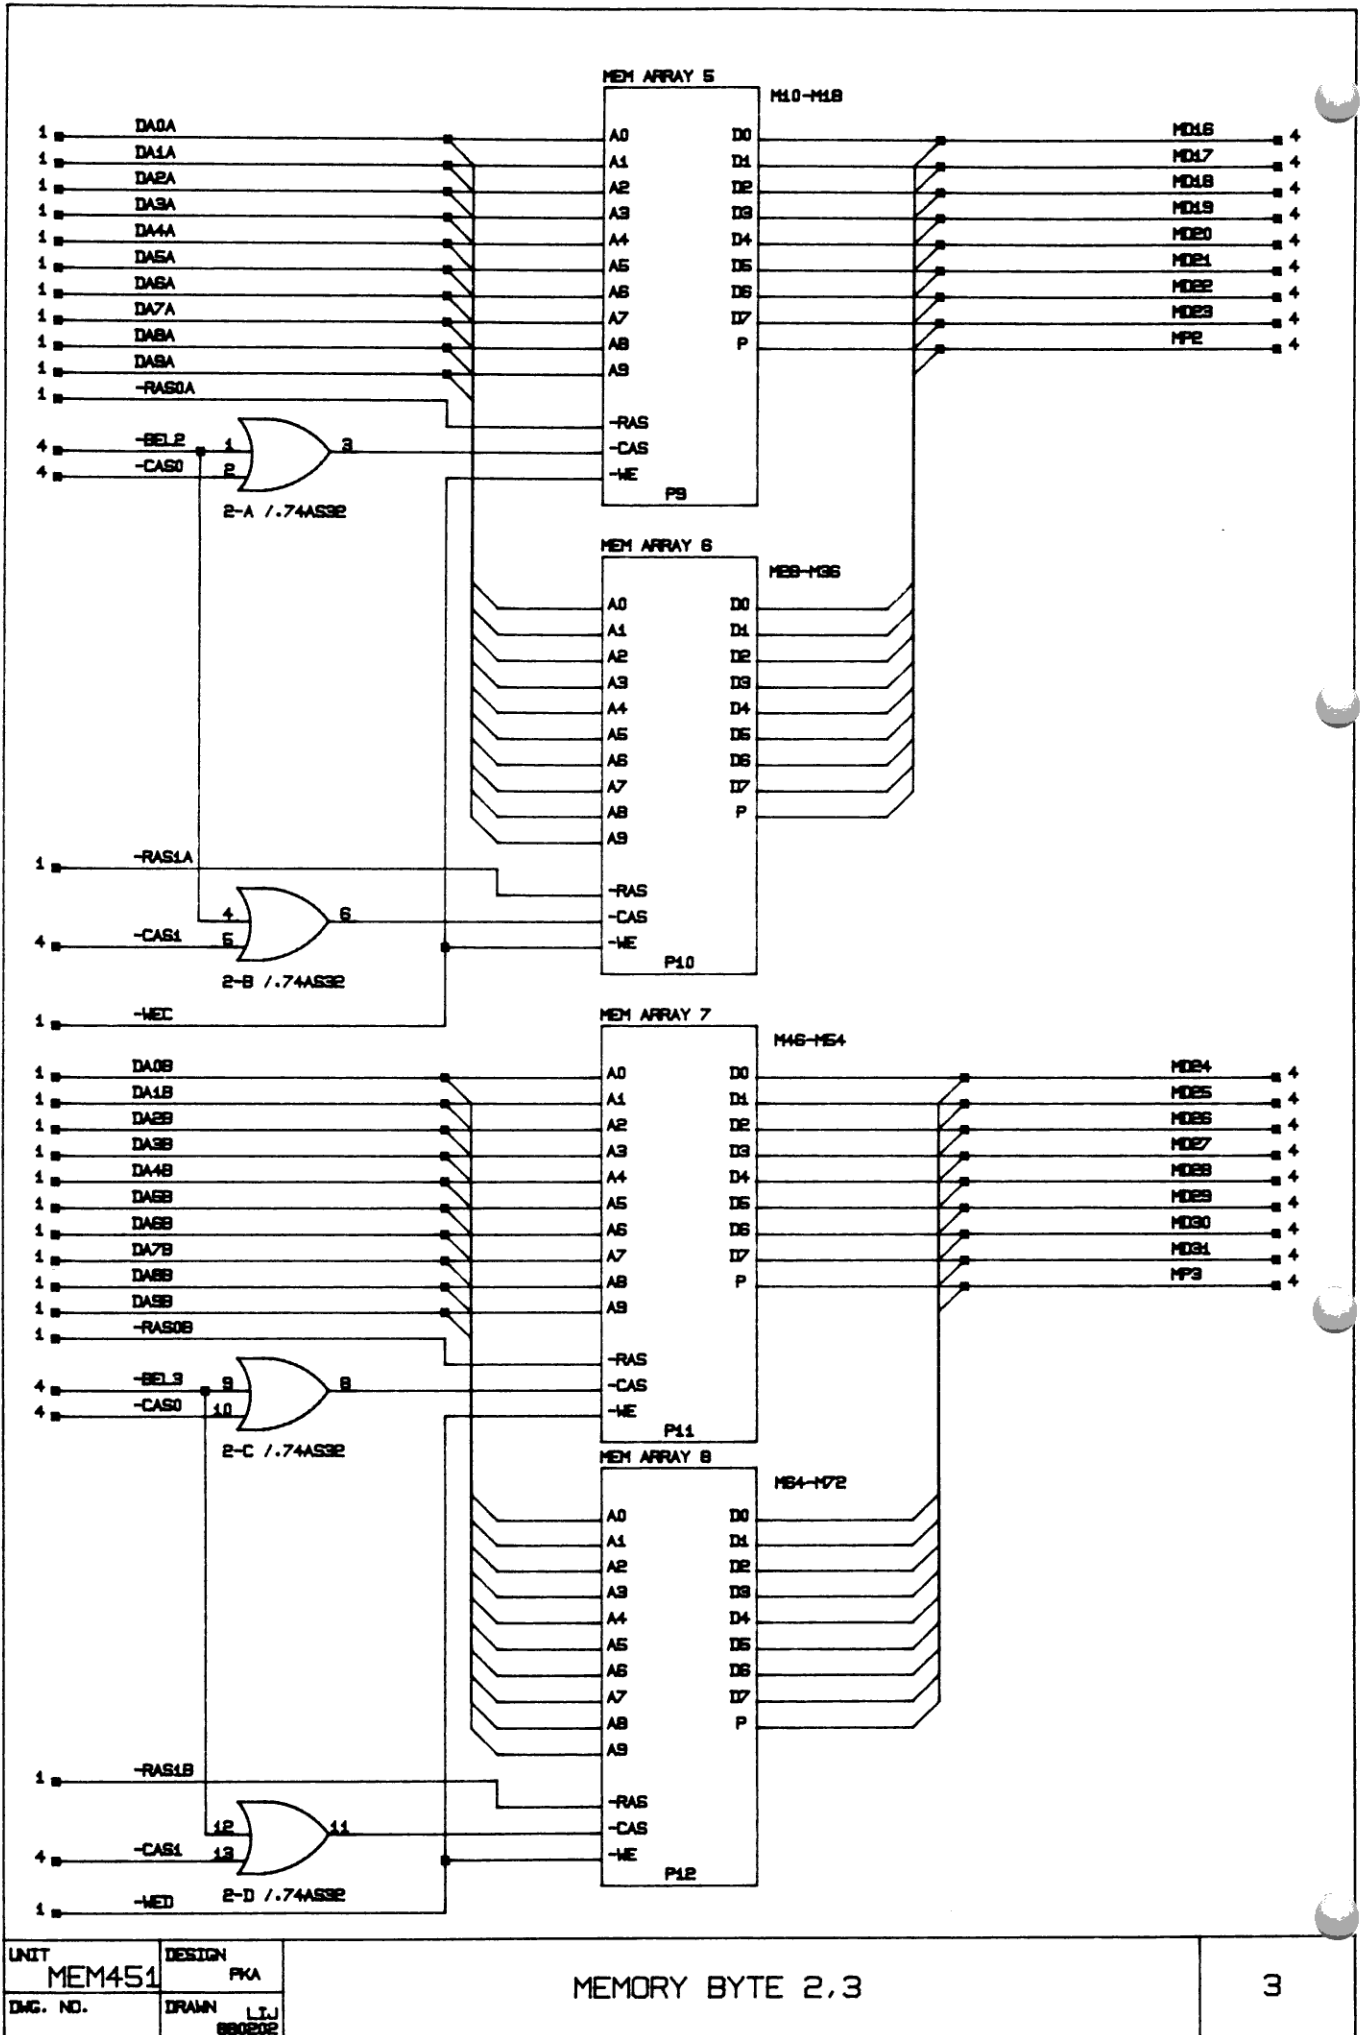 MEM ARRAY 5
M10-M18
1 DA0A A0 D0 MD16 4
1 DA1A A1 D1 MD17 4
1 DA2A A2 D2 MD18 4
1 DA3A A3 D3 MD19 4
1 DA4A A4 D4 MD20 4
1 DA5A A5 D5 MD21 4
1 DA6A A6 D6 MD22 4
1 DA7A A7 D7 MD23 4
1 DA8A A8 P MP2 4
1 DA9A A9
1 -RAS0A -RAS
4 -BEL2 1 3 -CAS
4 -CAS0 2 -WE
P9
2-A /.74AS32
MEM ARRAY 6
M28-M36
A0 D0
A1 D1
A2 D2
A3 D3
A4 D4
A5 D5
A6 D6
A7 D7
A8 P
A9
1 -RAS1A -RAS
4 6 -CAS
4 -CAS1 5 -WE
P10
2-B /.74AS32
1 -WEC
MEM ARRAY 7
M46-M54
1 DA0B A0 D0 MD24 4
1 DA1B A1 D1 MD25 4
1 DA2B A2 D2 MD26 4
1 DA3B A3 D3 MD27 4
1 DA4B A4 D4 MD28 4
1 DA5B A5 D5 MD29 4
1 DA6B A6 D6 MD30 4
1 DA7B A7 D7 MD31 4
1 DA8B A8 P MP3 4
1 DA9B A9
1 -RAS0B -RAS
4 -BEL3 9 8 -CAS
4 -CAS0 10 -WE
P11
2-C /.74AS32
MEM ARRAY 8
M64-M72
A0 D0
A1 D1
A2 D2
A3 D3
A4 D4
A5 D5
A6 D6
A7 D7
A8 P
A9
1 -RAS1B -RAS
12 11 -CAS
4 -CAS1 13 -WE
P12
2-D /.74AS32
1 -WED
UNIT
MEM451
DESIGN
PKA
DWG. NO.
DRAWN LIJ
880202
MEMORY BYTE 2,3
3